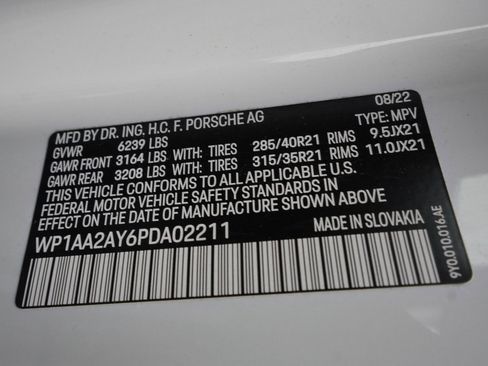 MFD BY DR. ING. H.C. F. PORSCHE AG 08/22
GVWR 6239 LBS TYPE: MPV
GAWR FRONT 3164 LBS WITH: TIRES 285/40R21 RIMS 9.5JX21
GAWR REAR 3208 LBS WITH: TIRES 315/35R21 RIMS 11.0JX21
THIS VEHICLE CONFORMS TO ALL APPLICABLE
FEDERAL MOTOR VEHICLE SAFETY STANDARDS IN
EFFECT ON THE DATE OF MANUFACTURE SHOWN ABOVE.
WP1AA2AY6PDA02211 MADE IN SLOVAKIA
9Y0.010.016.AE